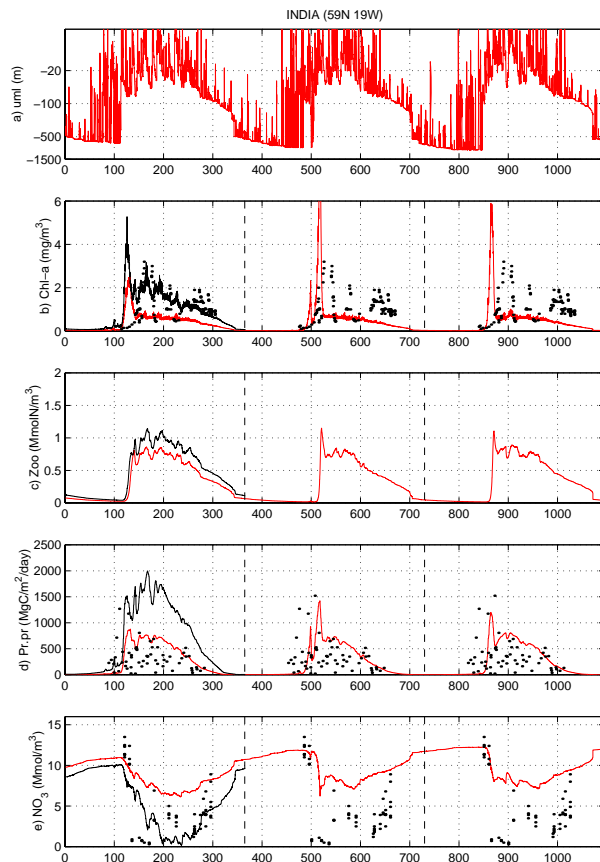 INDIA (59N 19W)
a) uml (m)
−20
−100
−500
−1500
0 100 200 300 400 500 600 700 800 900 1000
b) Chl−a (mg/m³)
6
4
2
0
0 100 200 300 400 500 600 700 800 900 1000
c) Zoo (MmolN/m³)
2
1.5
1
0.5
0
0 100 200 300 400 500 600 700 800 900 1000
d) Pr.pr (MgC/m²/day)
2500
2000
1500
1000
500
0
0 100 200 300 400 500 600 700 800 900 1000
e) NO₃ (Mmol/m³)
15
10
5
0
0 100 200 300 400 500 600 700 800 900 1000